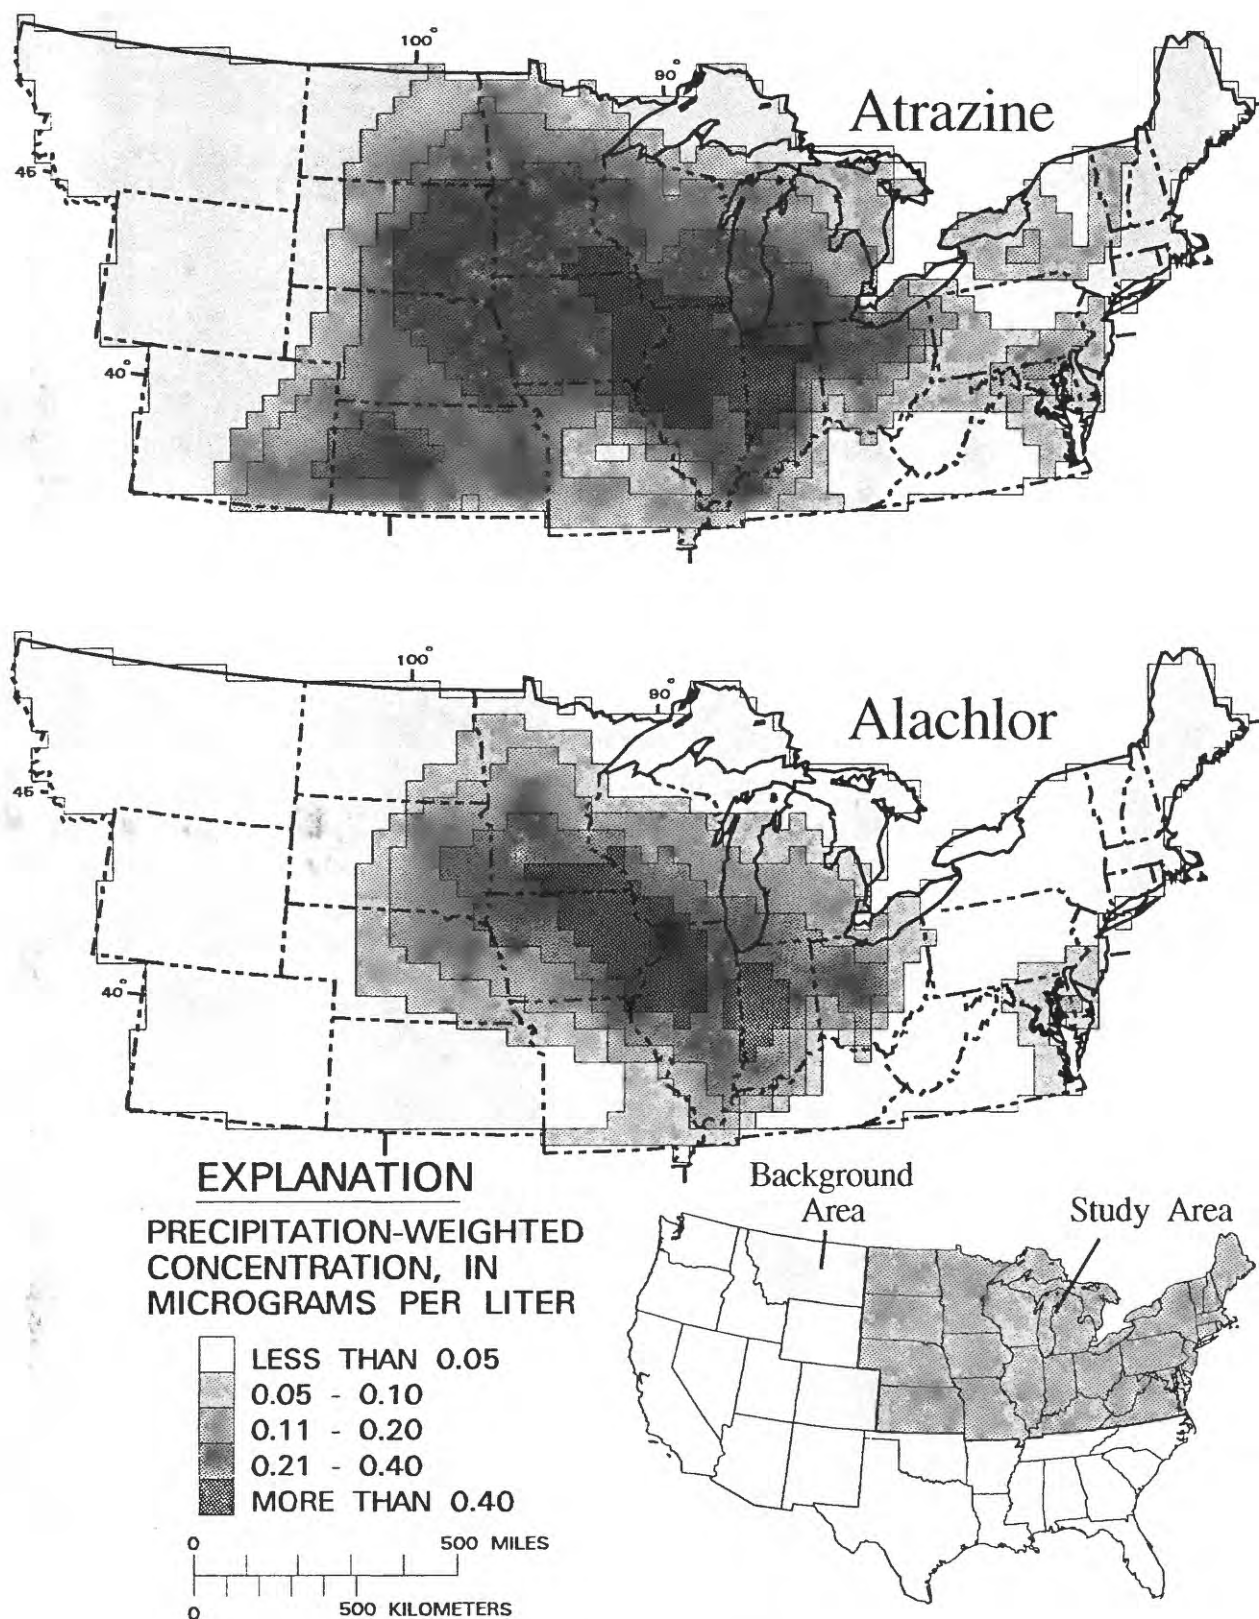 100°
90°
Atrazine
45
40°
100°
90°
Alachlor
45
40°
EXPLANATION
PRECIPITATION-WEIGHTED
CONCENTRATION, IN
MICROGRAMS PER LITER
LESS THAN 0.05
0.05 - 0.10
0.11 - 0.20
0.21 - 0.40
MORE THAN 0.40
0 500 MILES
0 500 KILOMETERS
Background
Area
Study Area